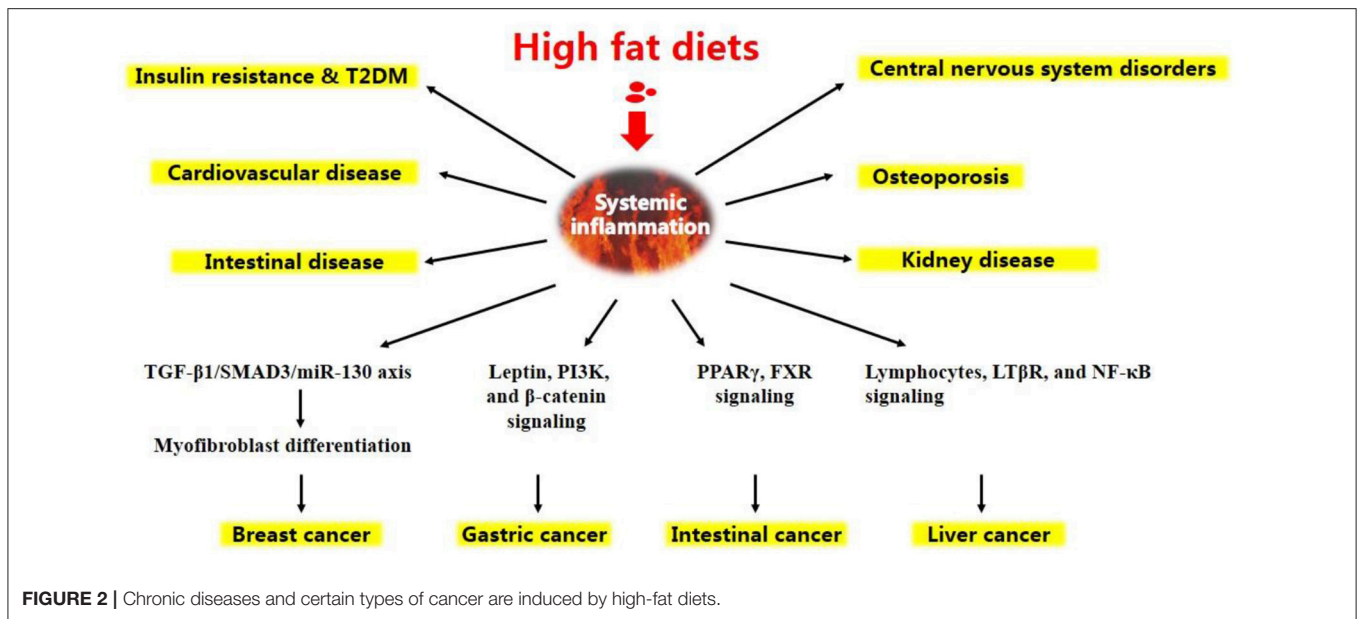 High fat diets
Insulin resistance & T2DM
Central nervous system disorders
Cardiovascular disease
Osteoporosis
Systemic
inflammation
Intestinal disease
Kidney disease
TGF-β1/SMAD3/miR-130 axis
Myofibroblast differentiation
Breast cancer
Leptin, PI3K,
and β-catenin
signaling
Gastric cancer
PPARγ, FXR
signaling
Intestinal cancer
Lymphocytes, LTβR, and NF-κB
signaling
Liver cancer
FIGURE 2 | Chronic diseases and certain types of cancer are induced by high-fat diets.